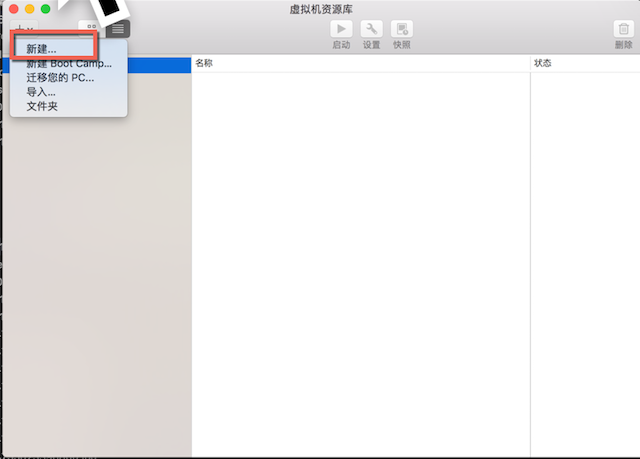 虚拟机资源库
启动 设置 快照 删除
新建...
新建 Boot Camp...
迁移您的 PC...
导入...
文件夹
名称 状态